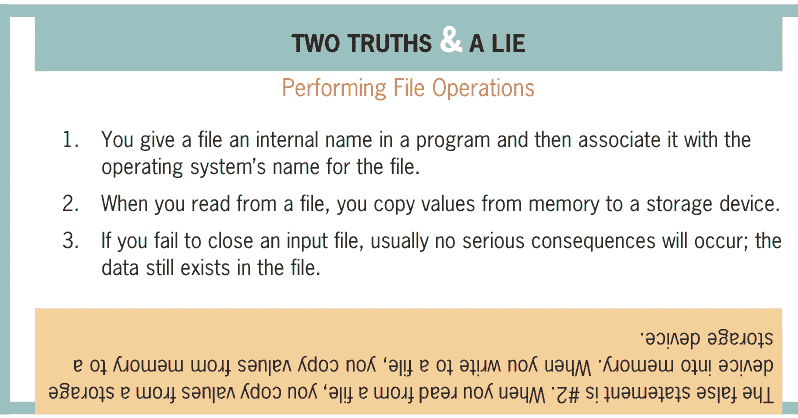 TWO TRUTHS & A LIE
Performing File Operations
1. You give a file an internal name in a program and then associate it with the
operating system's name for the file.
2. When you read from a file, you copy values from memory to a storage device.
3. If you fail to close an input file, usually no serious consequences will occur; the
data still exists in the file.
The false statement is #2. When you read from a file, you copy values from a storage
device into memory. When you write to a file, you copy values from memory to a
storage device.